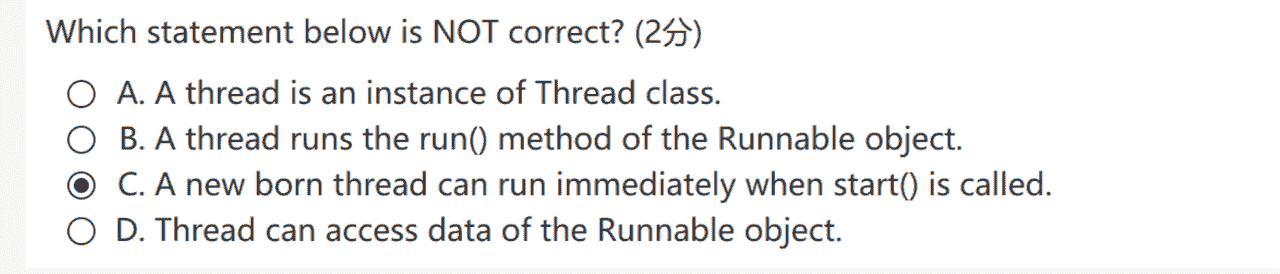 Which statement below is NOT correct? (2分)
A. A thread is an instance of Thread class.
B. A thread runs the run() method of the Runnable object.
C. A new born thread can run immediately when start() is called.
D. Thread can access data of the Runnable object.